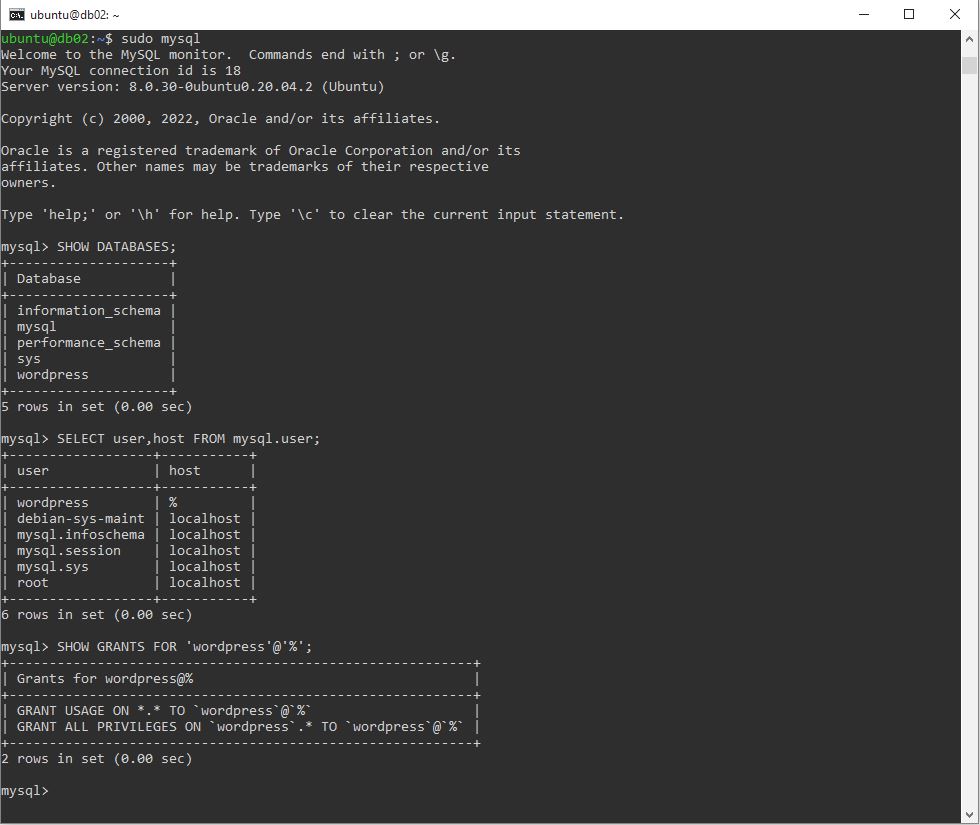 ubuntu@db02: ~
ubuntu@db02:~$ sudo mysql
Welcome to the MySQL monitor.  Commands end with ; or \g.
Your MySQL connection id is 18
Server version: 8.0.30-0ubuntu0.20.04.2 (Ubuntu)

Copyright (c) 2000, 2022, Oracle and/or its affiliates.

Oracle is a registered trademark of Oracle Corporation and/or its
affiliates. Other names may be trademarks of their respective
owners.

Type 'help;' or '\h' for help. Type '\c' to clear the current input statement.

mysql> SHOW DATABASES;
+--------------------+
| Database           |
+--------------------+
| information_schema |
| mysql              |
| performance_schema |
| sys                |
| wordpress          |
+--------------------+
5 rows in set (0.00 sec)

mysql> SELECT user,host FROM mysql.user;
+------------------+-----------+
| user             | host      |
+------------------+-----------+
| wordpress        | %         |
| debian-sys-maint | localhost |
| mysql.infoschema | localhost |
| mysql.session    | localhost |
| mysql.sys        | localhost |
| root             | localhost |
+------------------+-----------+
6 rows in set (0.00 sec)

mysql> SHOW GRANTS FOR 'wordpress'@'%';
+----------------------------------------------------------+
| Grants for wordpress@%                                   |
+----------------------------------------------------------+
| GRANT USAGE ON *.* TO `wordpress`@`%`                    |
| GRANT ALL PRIVILEGES ON `wordpress`.* TO `wordpress`@`%` |
+----------------------------------------------------------+
2 rows in set (0.00 sec)

mysql>